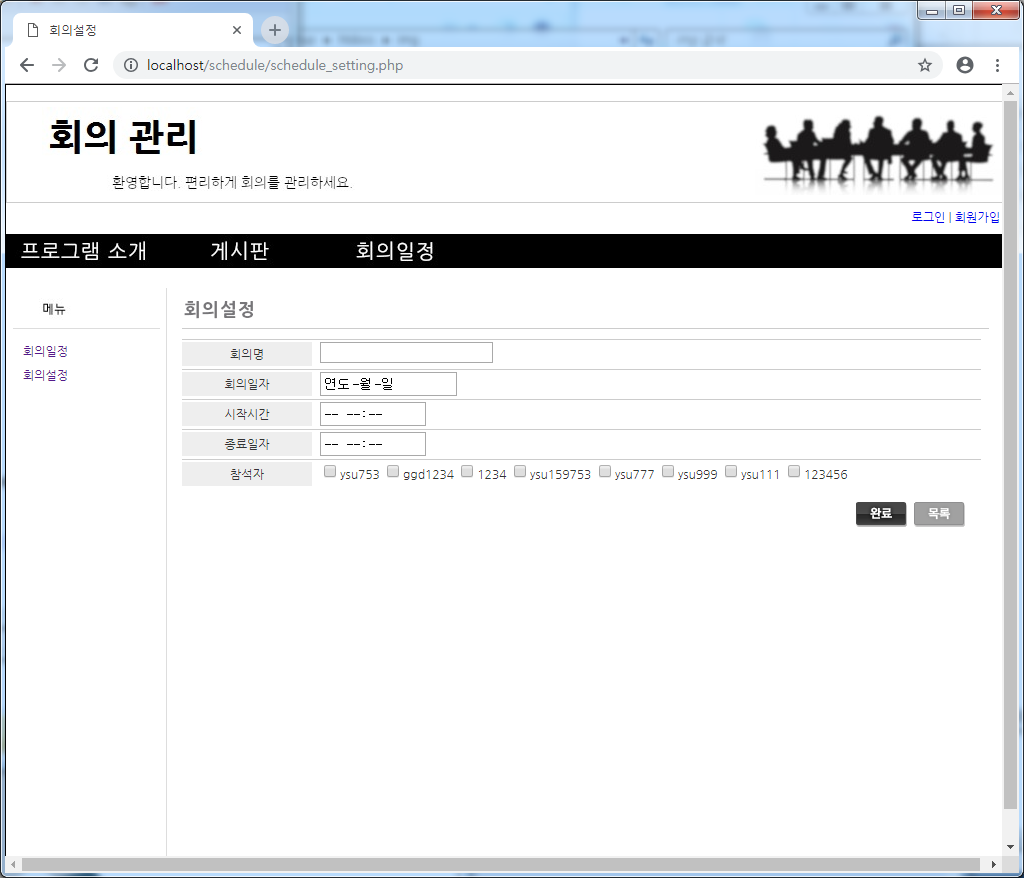 회의설정
localhost/schedule/schedule_setting.php
회의 관리
환영합니다. 편리하게 회의를 관리하세요.
로그인 | 회원가입
프로그램 소개 게시판 회의일정
메뉴
회의일정
회의설정
회의설정
회의명
회의일자 연도-월-일
시작시간 -- --:--
종료일자 -- --:--
참석자 ysu753 ggd1234 1234 ysu159753 ysu777 ysu999 ysu111 123456
완료 목록